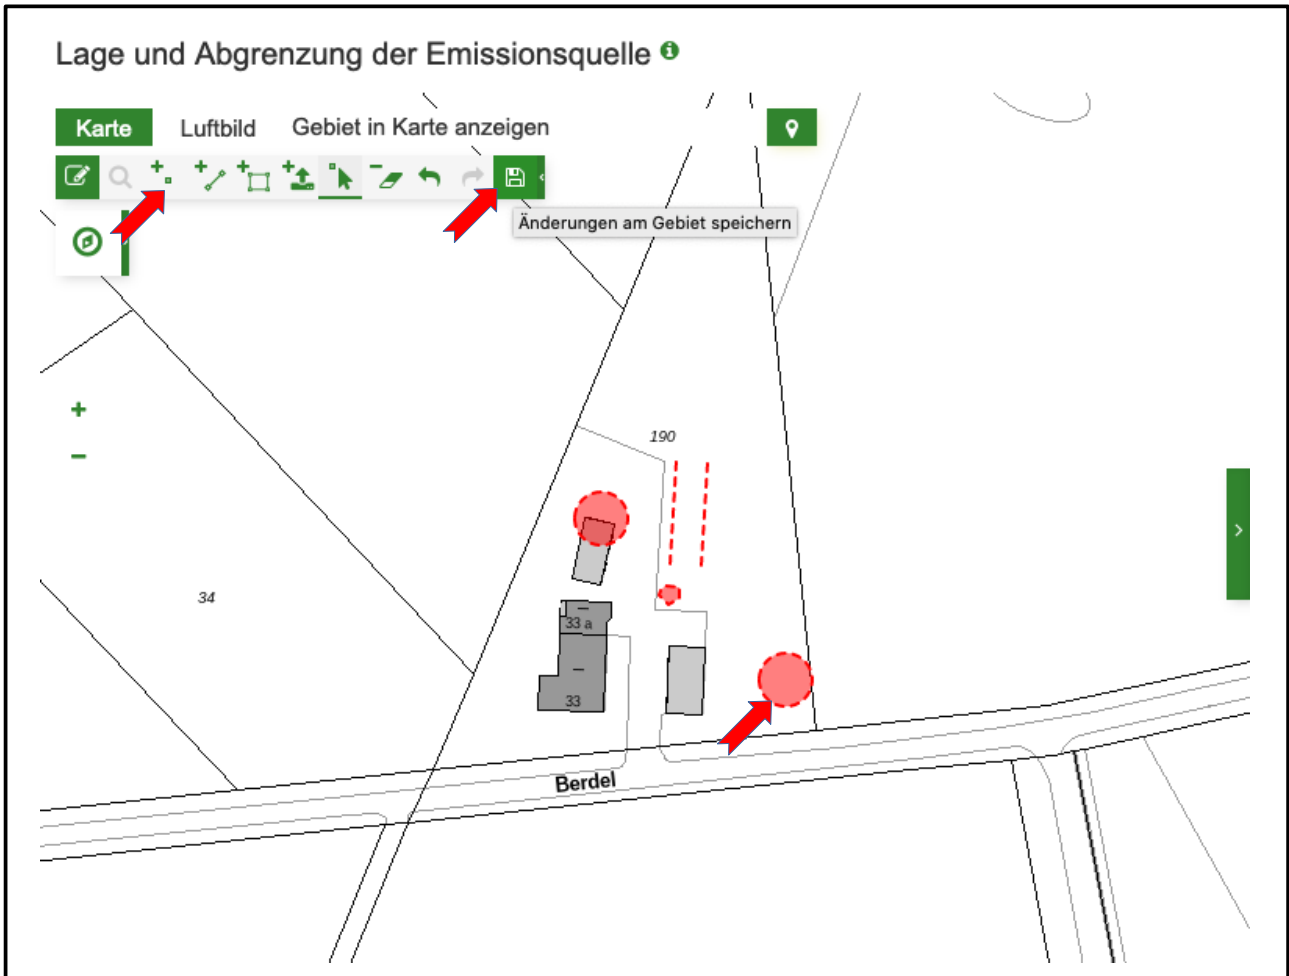 Lage und Abgrenzung der Emissionsquelle
Karte Luftbild Gebiet in Karte anzeigen
Änderungen am Gebiet speichern
190
34
33 a
33
Berdel